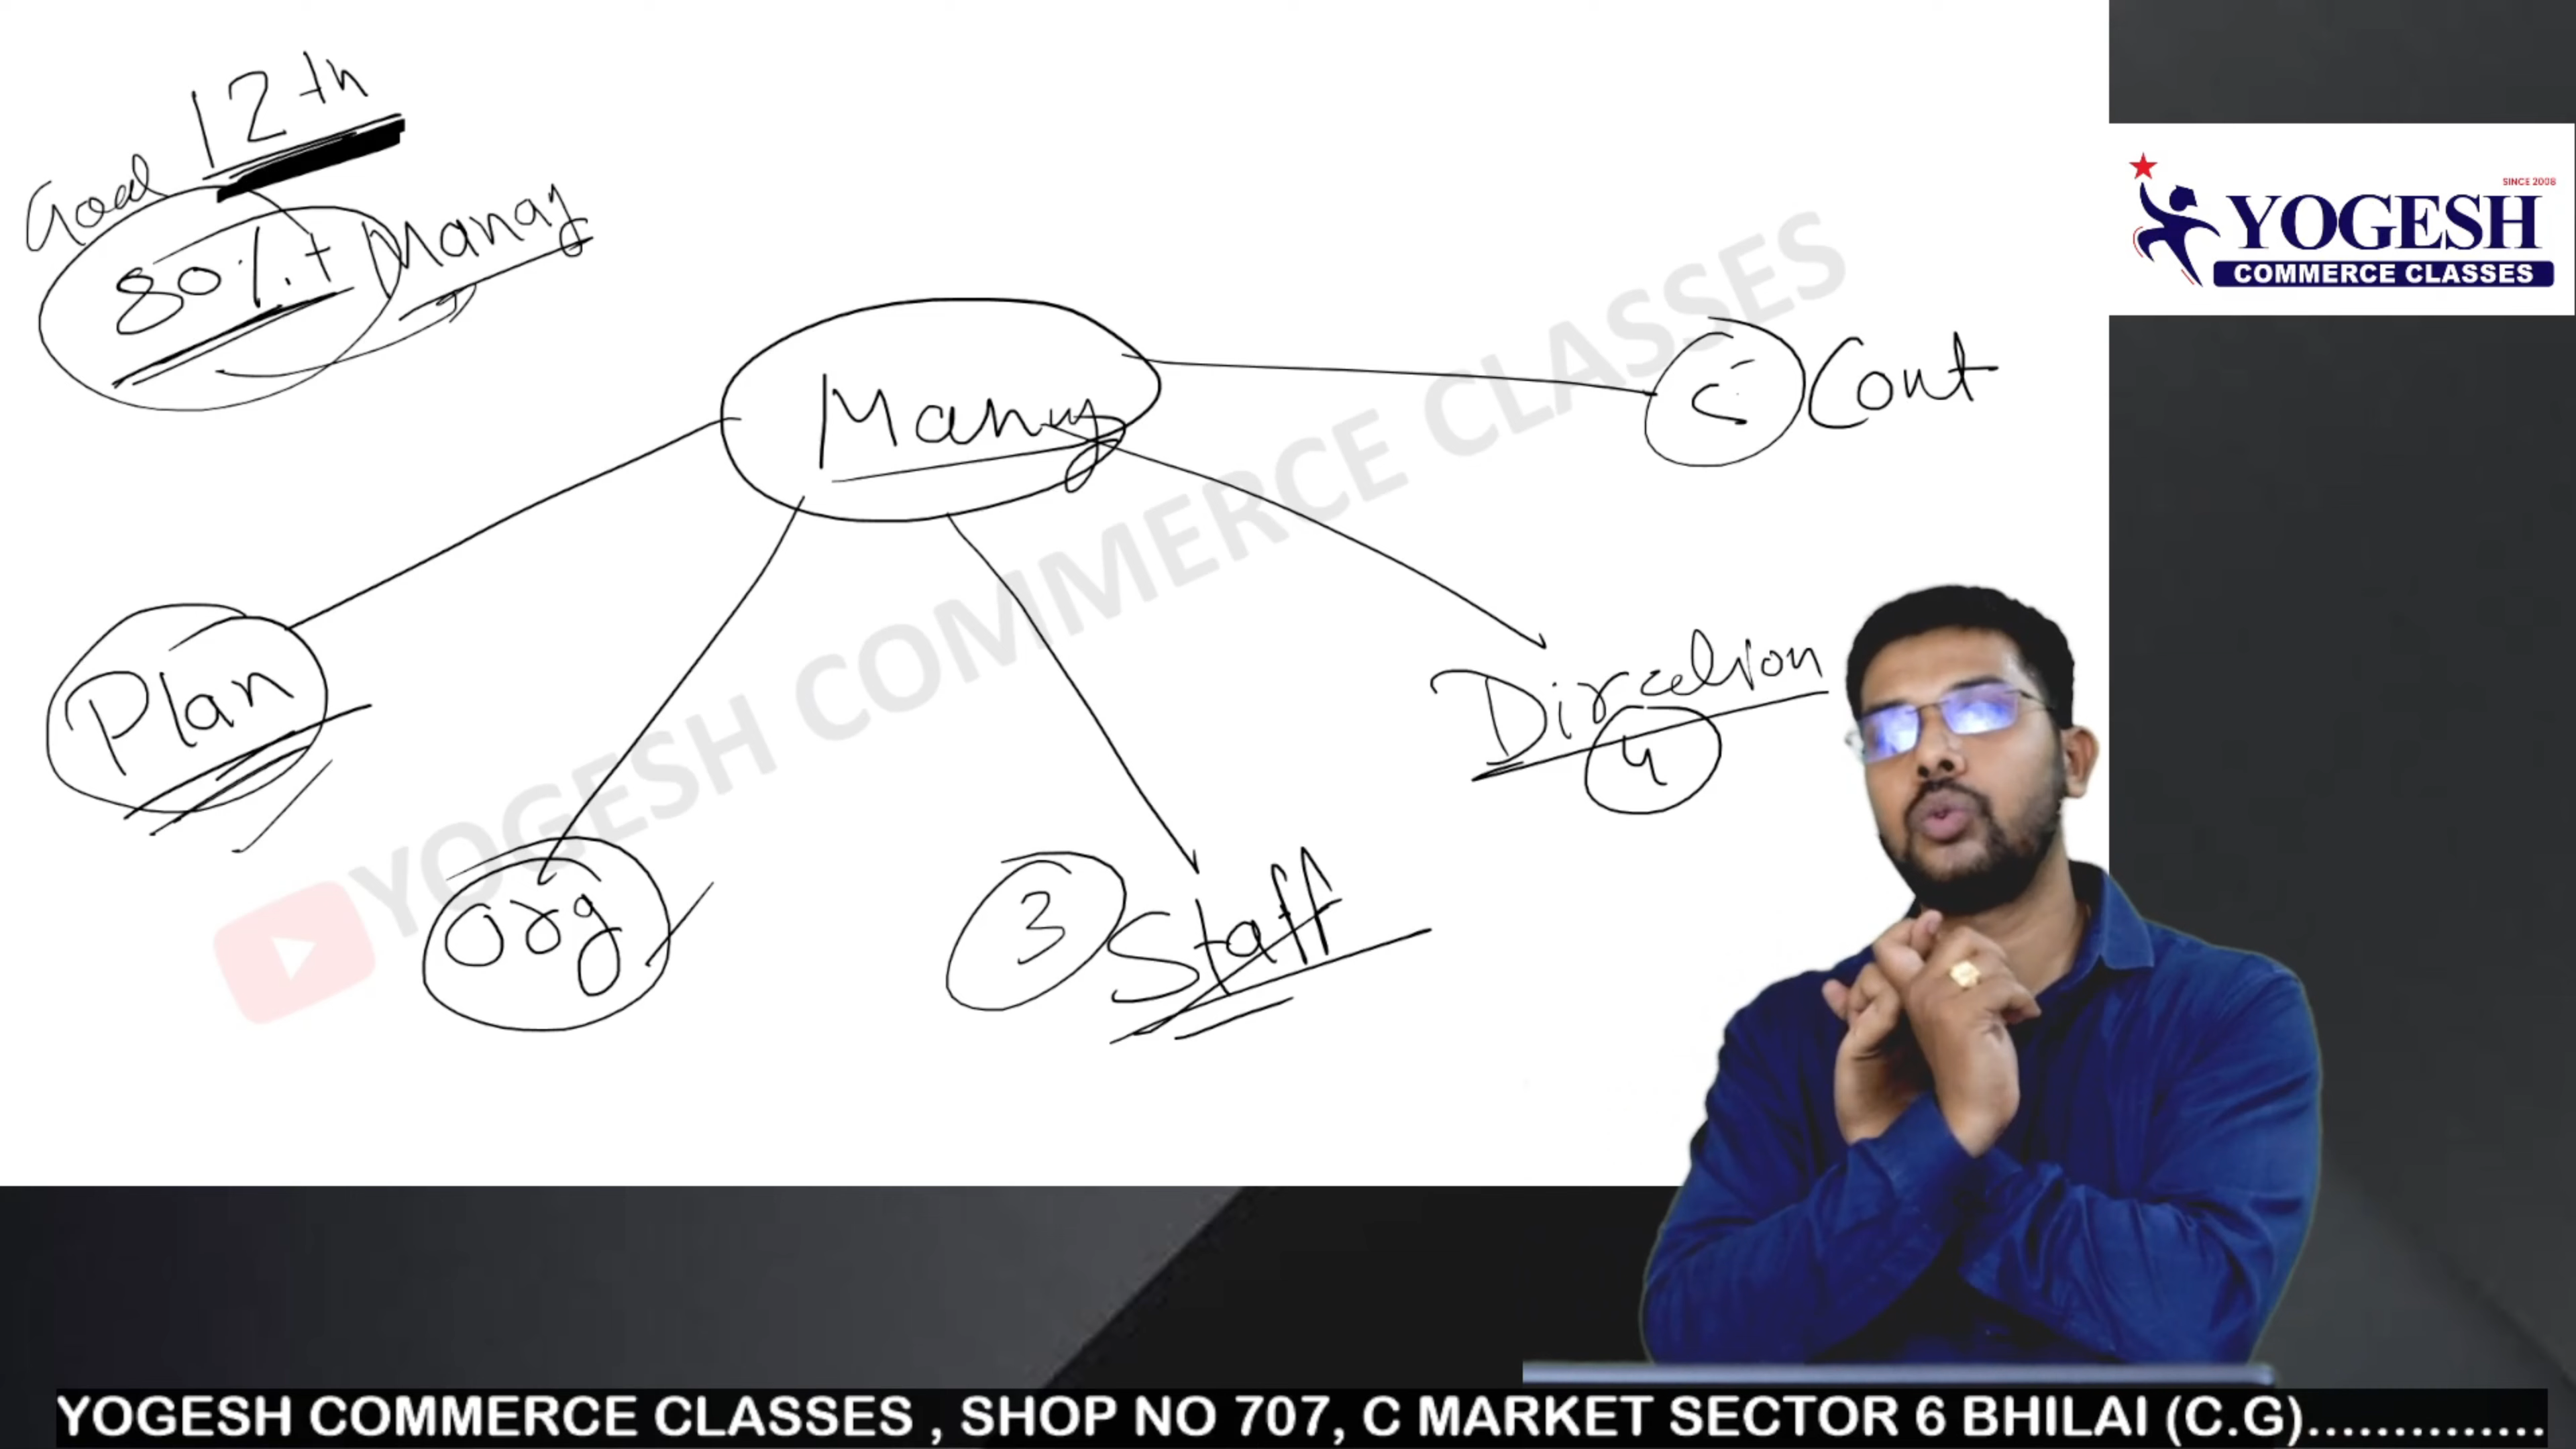 12th
Goal
80%+ Manag
Manag
5 Cont
Plan
Direction
4
Org
3 Staff
YOGESH COMMERCE CLASSES
SINCE 2008
YOGESH
COMMERCE CLASSES
YOGESH COMMERCE CLASSES , SHOP NO 707, C MARKET SECTOR 6 BHILAI (C.G)..............